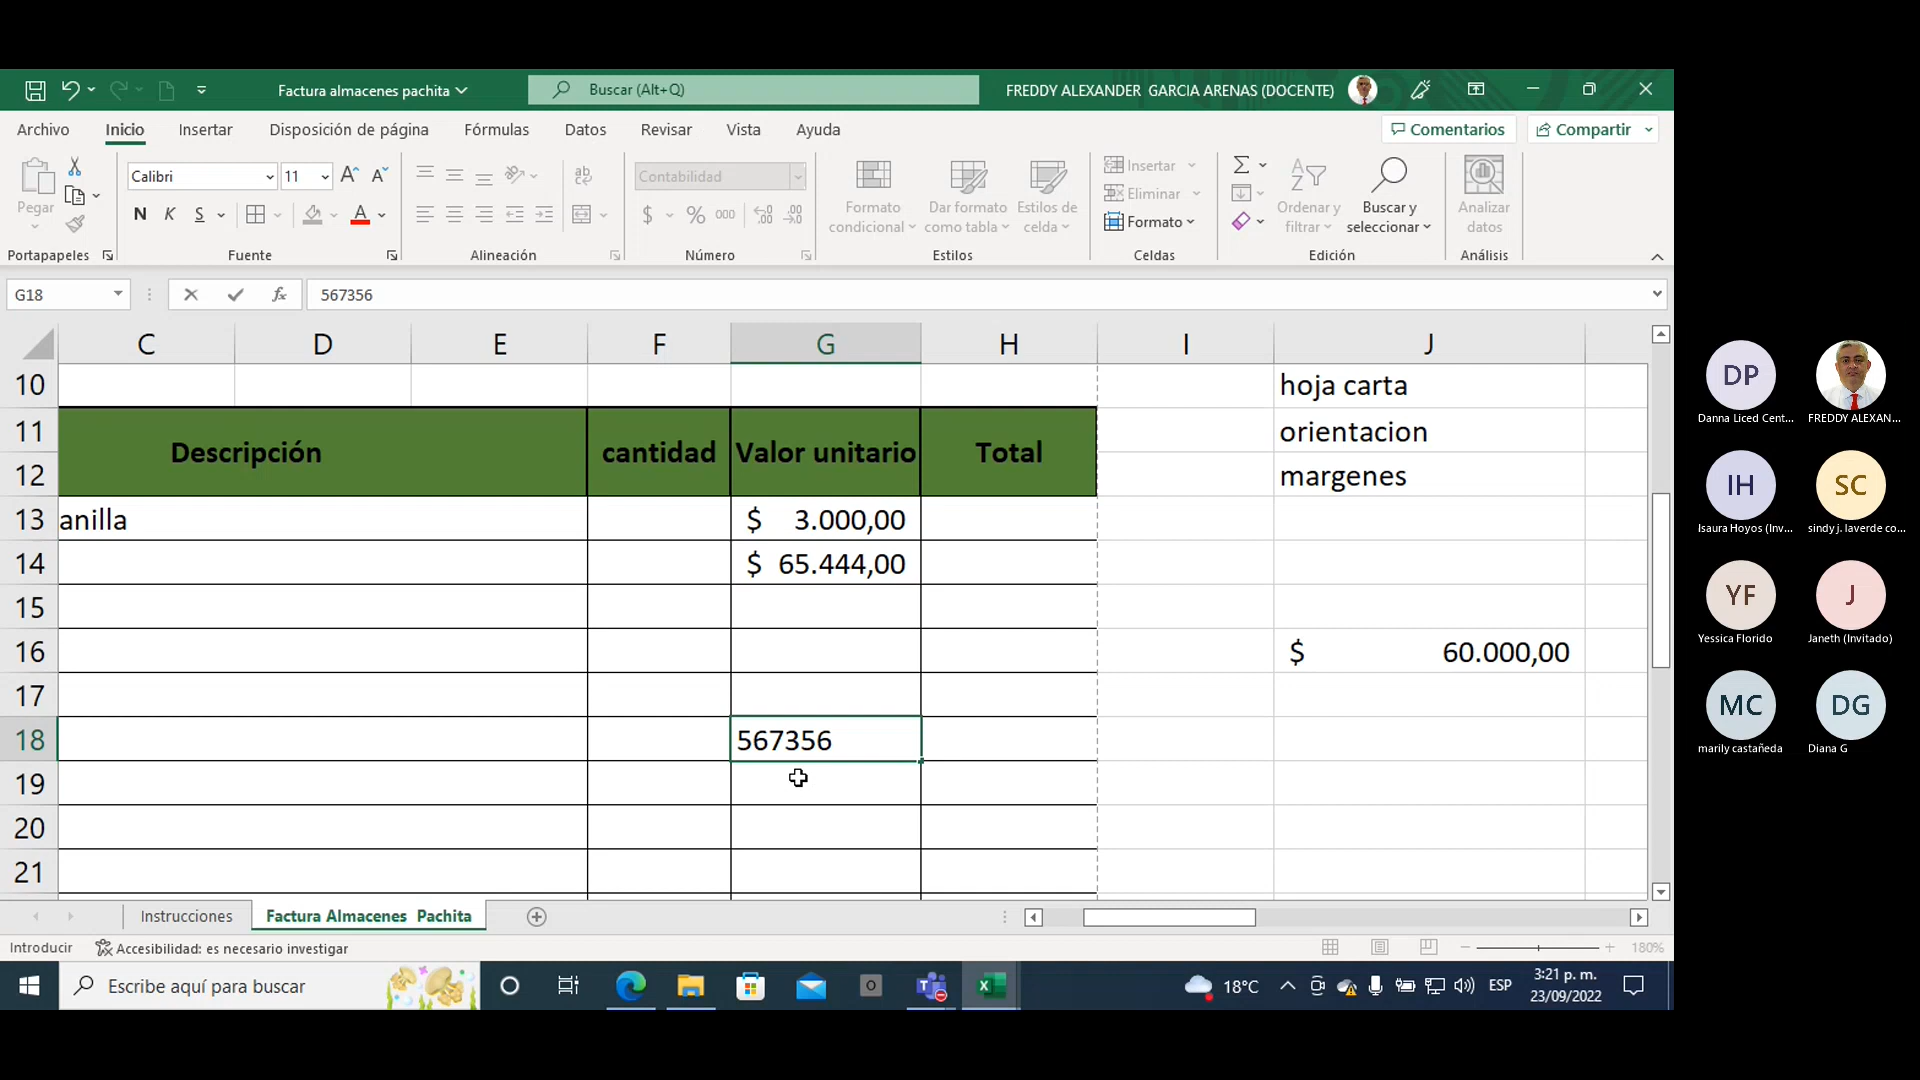 Factura almacenes pachita
Buscar (Alt+Q)
FREDDY ALEXANDER GARCIA ARENAS (DOCENTE)
Archivo Inicio Insertar Disposición de página Fórmulas Datos Revisar Vista Ayuda Comentarios Compartir
Pegar
Portapapeles
Calibri 11
N K S A
Fuente
Alineación
Contabilidad
$ % 000
Número
Formato condicional
Dar formato como tabla
Estilos de celda
Estilos
Insertar
Eliminar
Formato
Celdas
Ordenar y filtrar
Buscar y seleccionar
Edición
Analizar datos
Análisis
G18 fx 567356
C D E F G H I J
10 hoja carta
11 orientacion
Descripción cantidad Valor unitario Total
12 margenes
13 anilla $ 3.000,00
14 $ 65.444,00
15
16 $ 60.000,00
17
18 567356
19
20
21
Instrucciones Factura Almacenes Pachita
Introducir Accesibilidad: es necesario investigar 180%
Escribe aquí para buscar
18°C ESP 3:21 p. m.
23/09/2022
DP
Danna Liced Cent...
FREDDY ALEXAN...
IH SC
Isaura Hoyos (Inv... sindy j. laverde co...
YF J
Yessica Florido Janeth (Invitado)
MC DG
marily castañeda Diana G